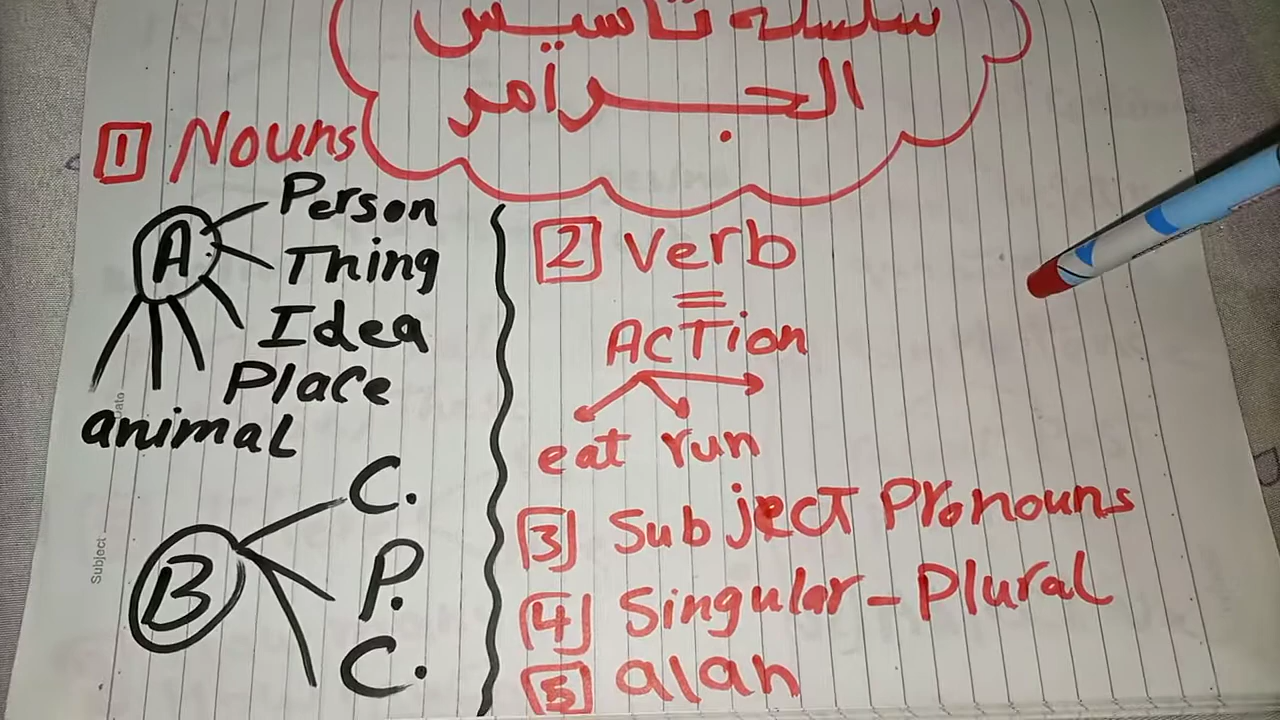 سلسله تأسيس
الجرامر
1 Nouns
A
Person
Thing
Idea
Place
animal
B
C.
P.
C.
2 Verb
Action
eat run
3 Subject Pronouns
4 Singular - Plural
5 a/an
Subject